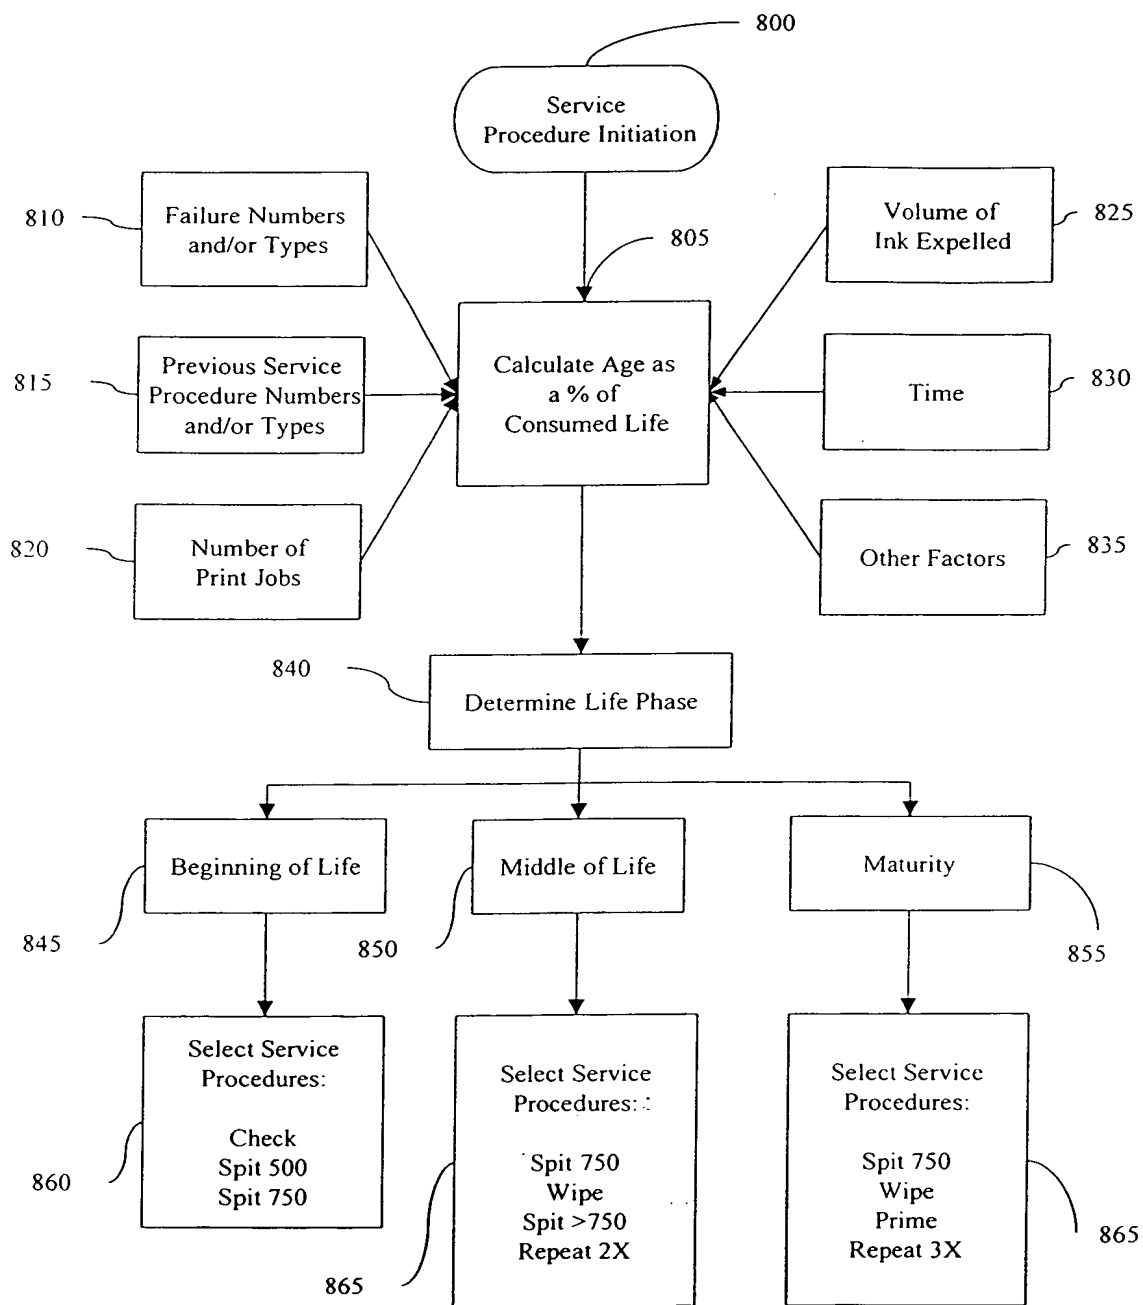 800
Service
Procedure Initiation
810
Failure Numbers
and/or Types
805
Volume of
Ink Expelled
825
815
Previous Service
Procedure Numbers
and/or Types
Calculate Age as
a % of
Consumed Life
Time
830
820
Number of
Print Jobs
Other Factors
835
840
Determine Life Phase
Beginning of Life
Middle of Life
Maturity
845
850
855
Select Service
Procedures:
Check
Spit 500
Spit 750
860
Select Service
Procedures:
Spit 750
Wipe
Spit >750
Repeat 2X
865
Select Service
Procedures:
Spit 750
Wipe
Prime
Repeat 3X
865